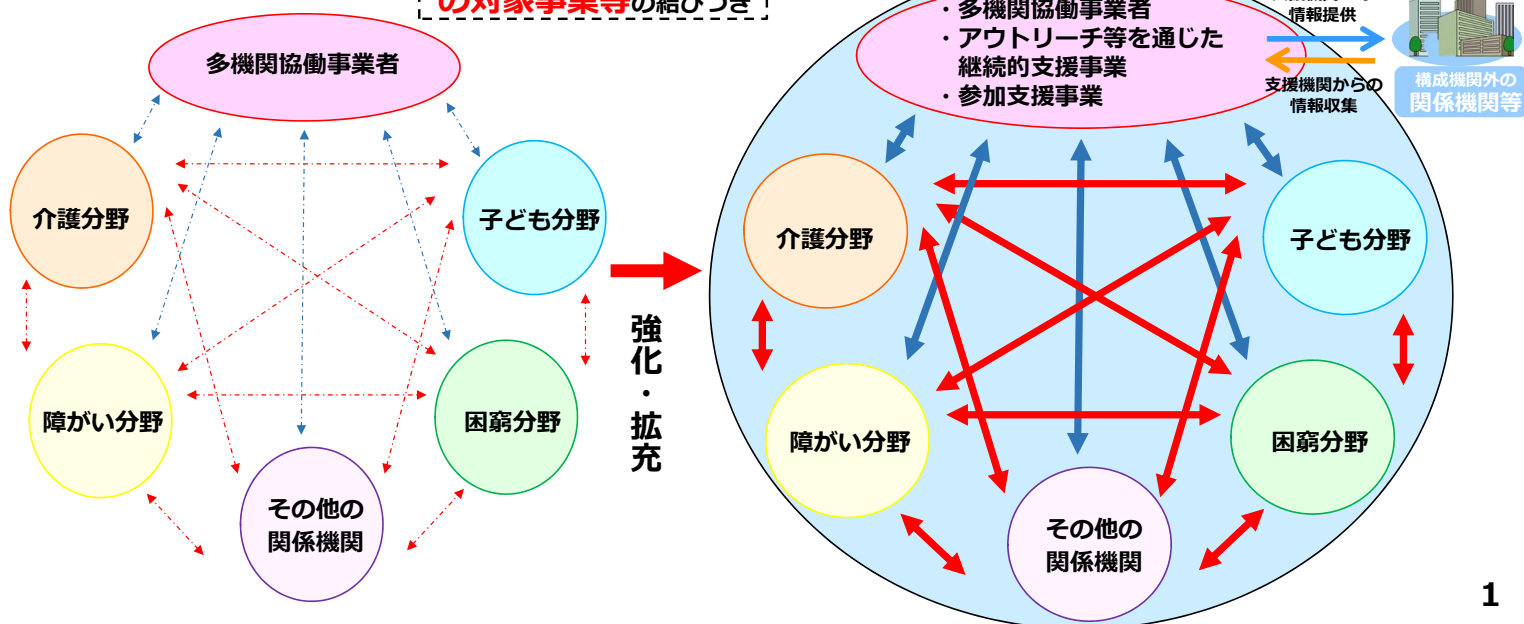 の対象事業等の結びつき
多機関協働事業者
介護分野
子ども分野
障がい分野
困窮分野
その他の
関係機関
強化・拡充
・多機関協働事業者
・アウトリーチ等を通じた
継続的支援事業
・参加支援事業
情報提供
支援機関からの
情報収集
構成機関外の
関係機関等
介護分野
子ども分野
障がい分野
困窮分野
その他の
関係機関
1